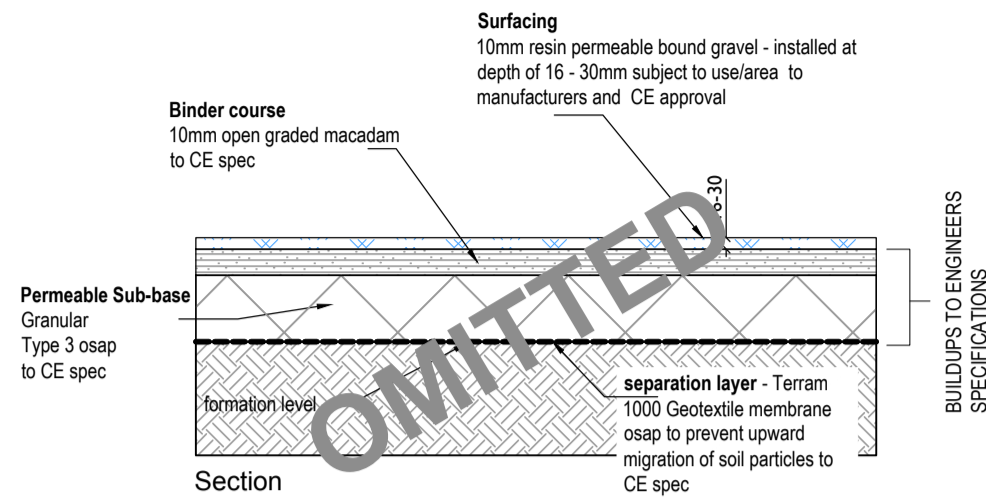 Surfacing
10mm resin permeable bound gravel - installed at
depth of 16 - 30mm subject to use/area to
manufacturers and CE approval
Binder course
10mm open graded macadam
to CE spec
Permeable Sub-base
Granular
Type 3 osap
to CE spec
OMITTED
formation level
separation layer - Terram
1000 Geotextile membrane
osap to prevent upward
migration of soil particles to
CE spec
BUILDUPS TO ENGINEERS
SPECIFICATIONS
Section